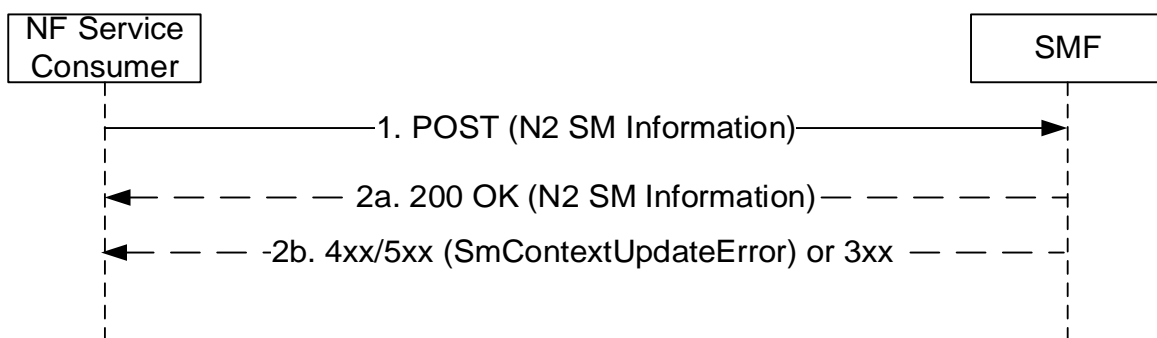 NF Service
Consumer
SMF
1. POST (N2 SM Information)
2a. 200 OK (N2 SM Information)
2b. 4xx/5xx (SmContextUpdateError) or 3xx